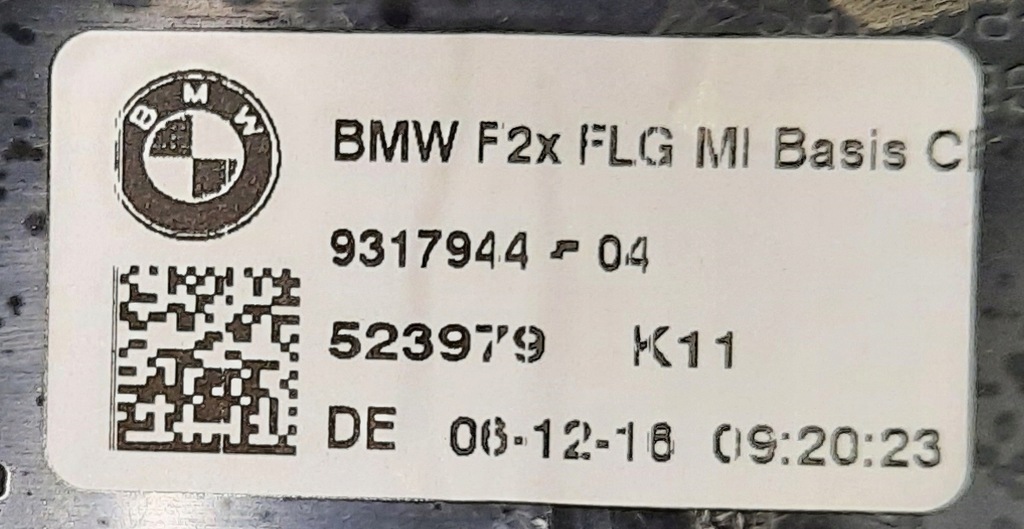 BMW
BMW F2x FLG MI Basis
9317944 - 04
523979 K11
DE 06-12-16 09:20:23